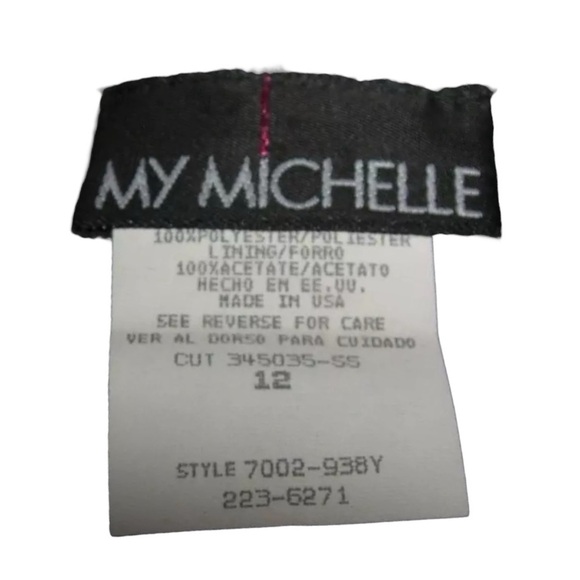 MY MICHELLE
100%POLYESTER/POLIESTER
LINING/FORRO
100%ACETATE/ACETATO
HECHO EN EE.UU.
MADE IN USA
SEE REVERSE FOR CARE
VER AL DORSO PARA CUIDADO
CUT 345035-SS
12
STYLE 7002-938Y
223-6271